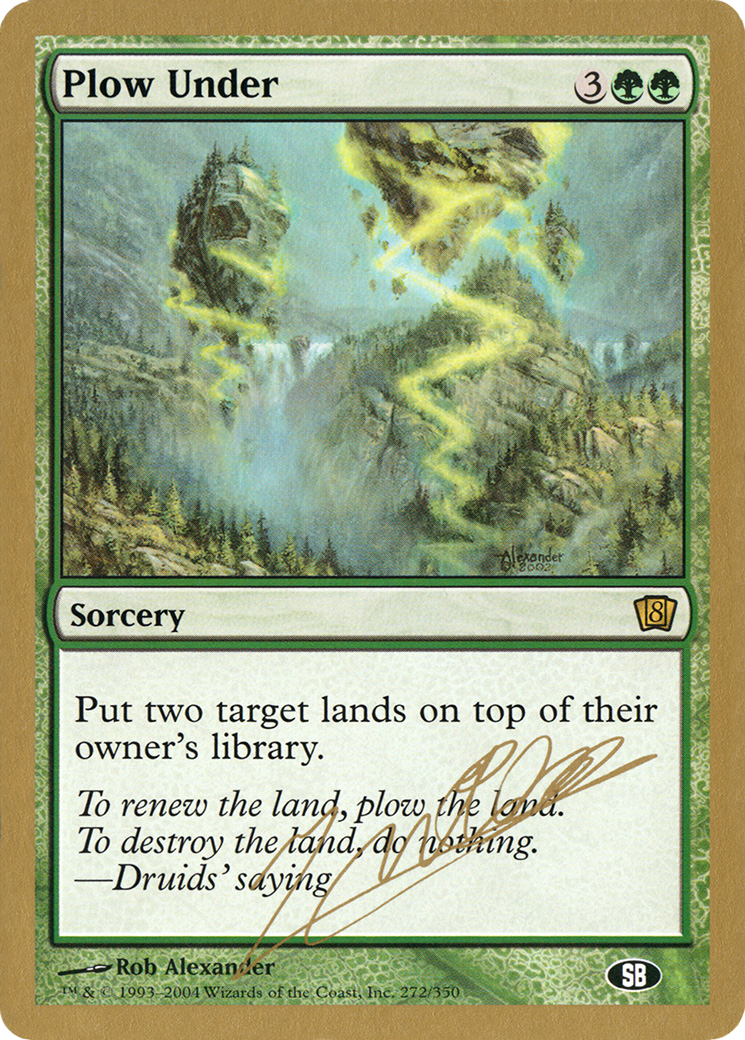 Plow Under 3
Alexander
2002
Sorcery 8
Put two target lands on top of their
owner's library.
To renew the land, plow the land.
To destroy the land, do nothing.
—Druids' saying
Rob Alexander SB
™ & © 1993–2004 Wizards of the Coast, Inc. 272/350